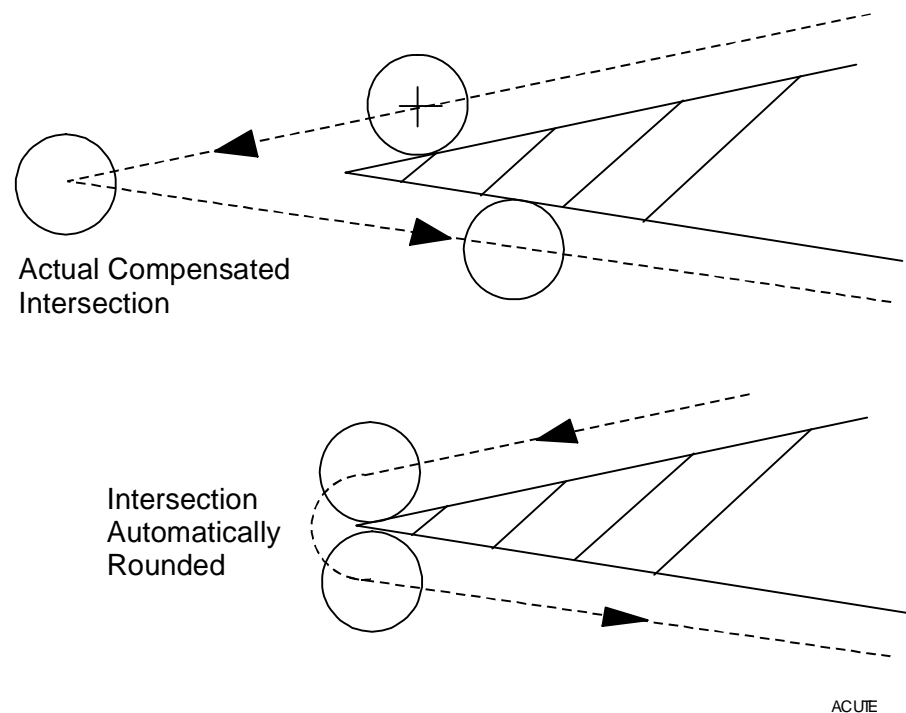 Actual Compensated
Intersection
Intersection
Automatically
Rounded
ACUTE